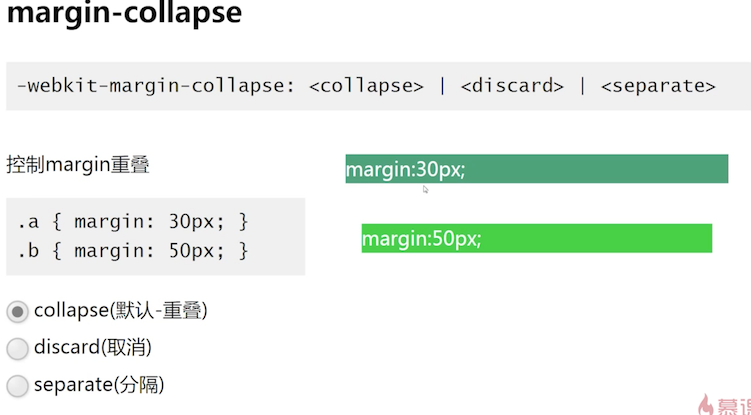 margin-collapse
-webkit-margin-collapse: <collapse> | <discard> | <separate>
控制margin重叠
margin:30px;
.a { margin: 30px; }
.b { margin: 50px; }
margin:50px;
collapse(默认-重叠)
discard(取消)
separate(分隔)
慕课